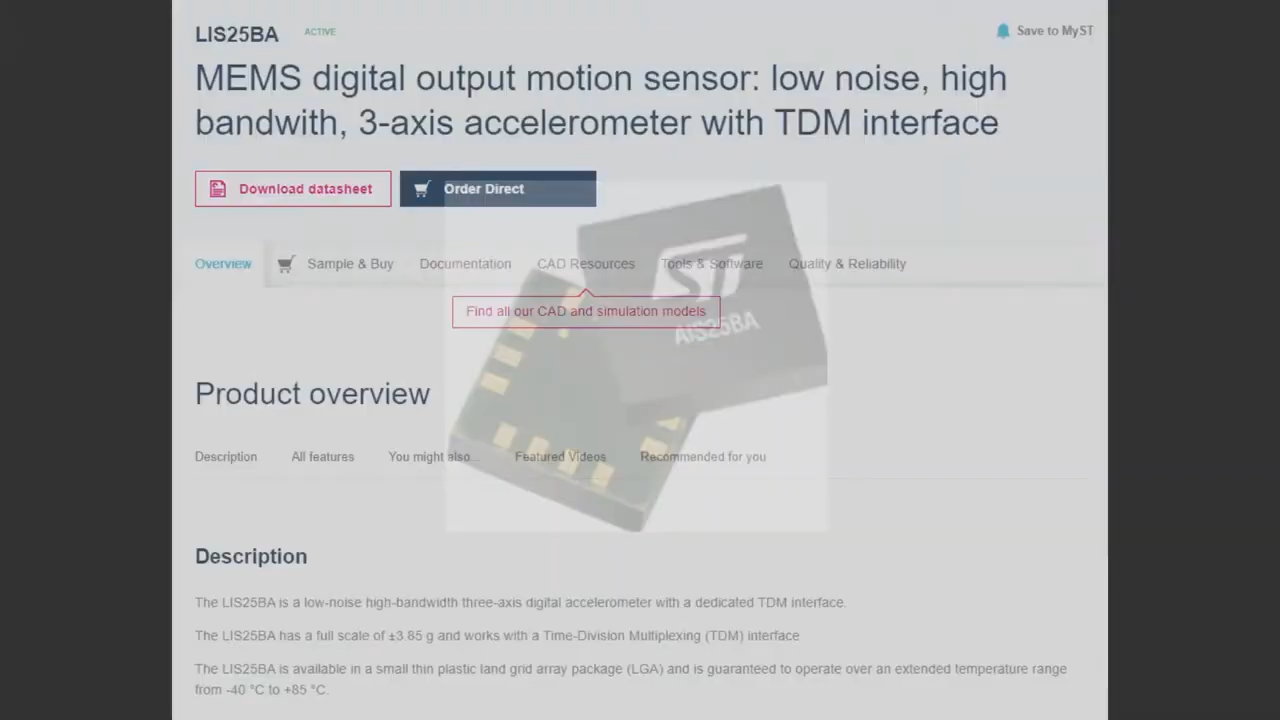 LIS25BA ACTIVE Save to MyST
MEMS digital output motion sensor: low noise, high
bandwith, 3-axis accelerometer with TDM interface
Download datasheet Order Direct
Overview Sample & Buy Documentation CAD Resources Tools & Software Quality & Reliability
Find all our CAD and simulation models
ST
AIS25BA
Product overview
Description All features You might also... Featured Videos Recommended for you
Description
The LIS25BA is a low-noise high-bandwidth three-axis digital accelerometer with a dedicated TDM interface.
The LIS25BA has a full scale of ±3.85 g and works with a Time-Division Multiplexing (TDM) interface
The LIS25BA is available in a small thin plastic land grid array package (LGA) and is guaranteed to operate over an extended temperature range
from -40 °C to +85 °C.